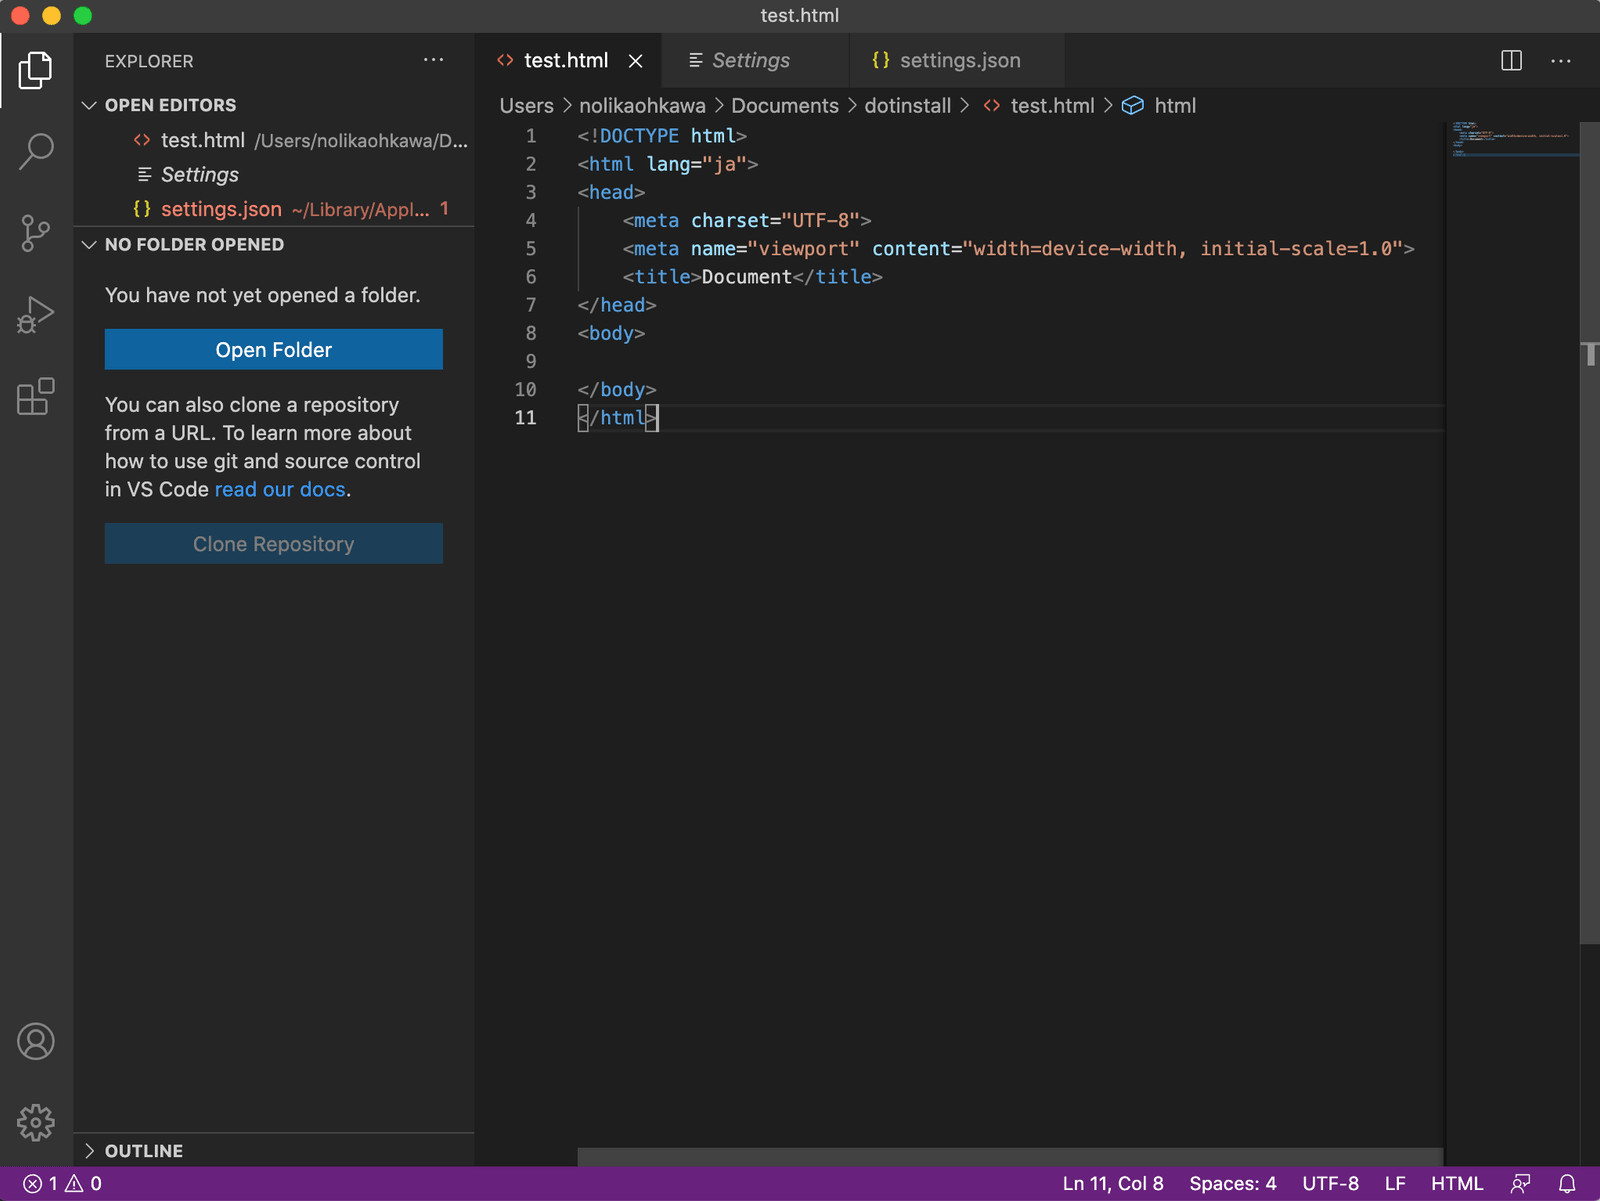 test.html
EXPLORER
OPEN EDITORS
test.html /Users/nolikaohkawa/D...
Settings
settings.json ~/Library/Appl... 1
NO FOLDER OPENED
You have not yet opened a folder.
Open Folder
You can also clone a repository
from a URL. To learn more about
how to use git and source control
in VS Code read our docs.
Clone Repository
OUTLINE
test.html Settings {} settings.json
Users > nolikaohkawa > Documents > dotinstall > <> test.html > html
1 <!DOCTYPE html>
2 <html lang="ja">
3 <head>
4 <meta charset="UTF-8">
5 <meta name="viewport" content="width=device-width, initial-scale=1.0">
6 <title>Document</title>
7 </head>
8 <body>
9
10 </body>
11 </html>
1 0 Ln 11, Col 8 Spaces: 4 UTF-8 LF HTML